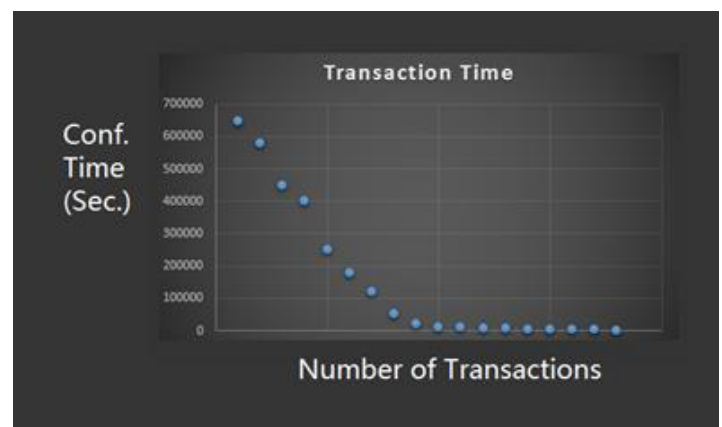 Transaction Time
Conf.
Time
(Sec.)
700000
600000
500000
400000
300000
200000
100000
0
Number of Transactions